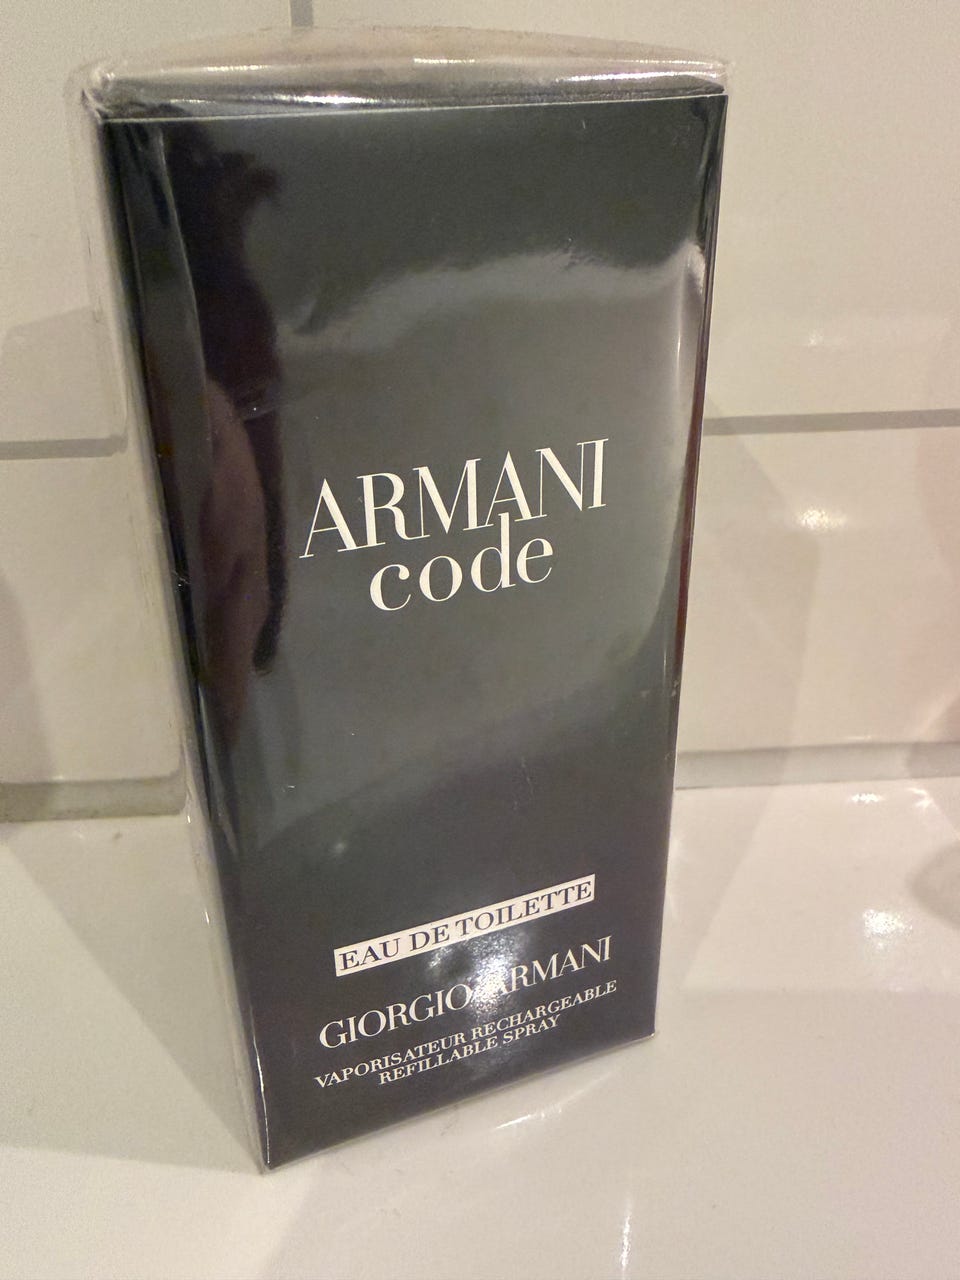 ARMANI
code
EAU DE TOILETTE
GIORGIO ARMANI
VAPORISATEUR RECHARGEABLE
REFILLABLE SPRAY